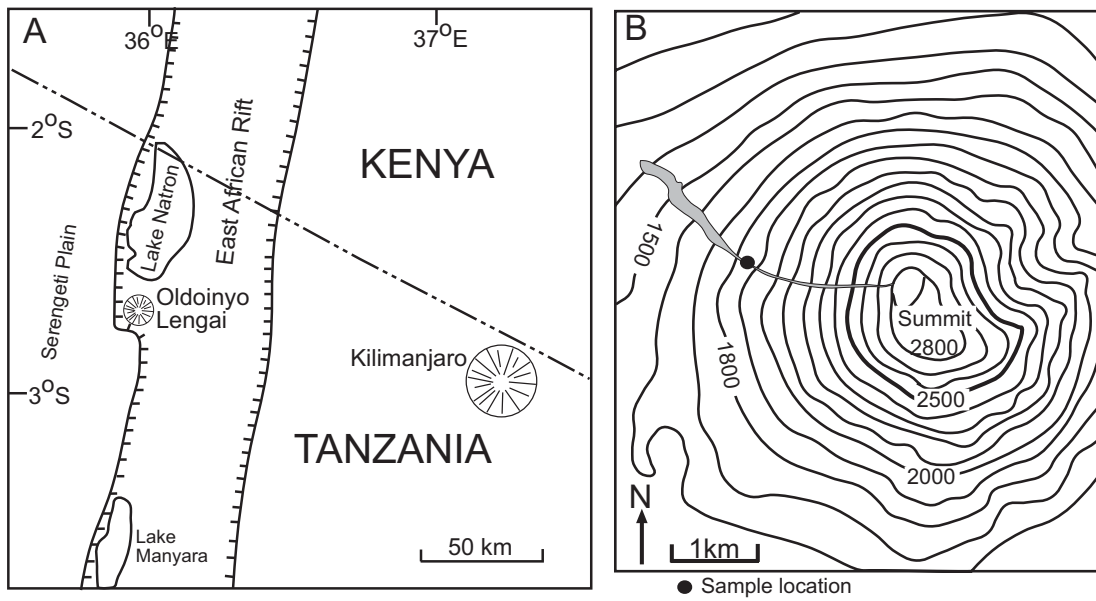 A
36°E
37°E
2°S
KENYA
East African Rift
Lake Natron
Serengeti Plain
Oldoinyo
Lengai
Kilimanjaro
3°S
TANZANIA
Lake
Manyara
50 km
B
1500
Summit
2800
1800
2500
2000
N
1km
Sample location